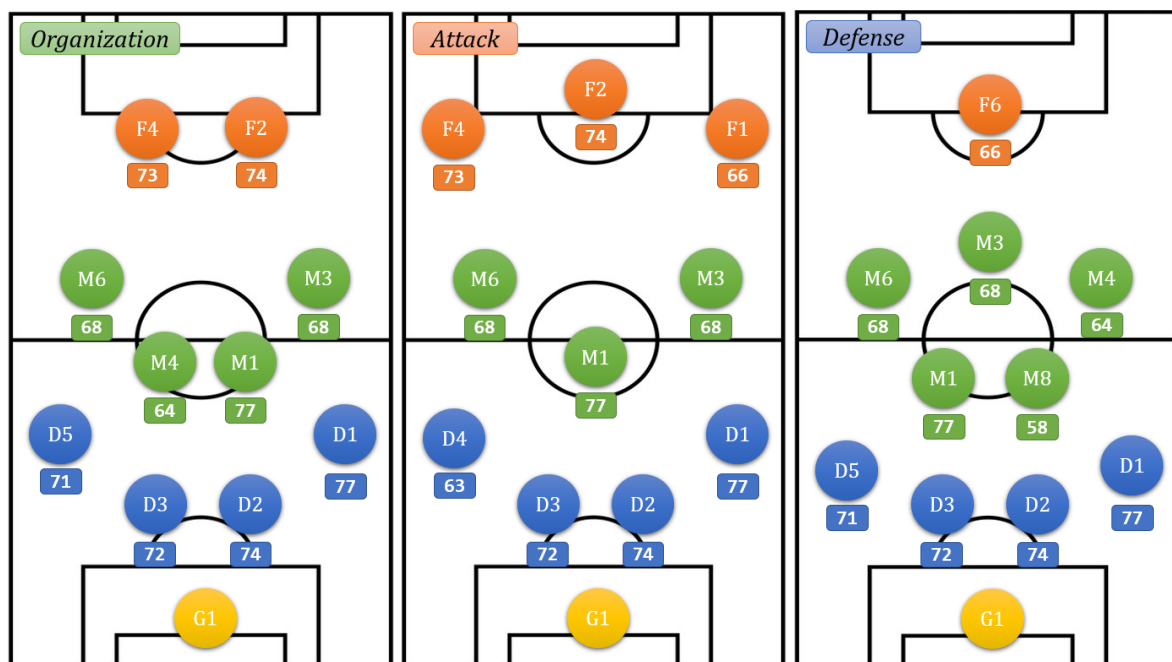 Organization
F4
F2
73
74
M6
M3
68
68
M4
M1
64
77
D5
D1
71
77
D3
D2
72
74
G1
Attack
F2
74
F4
F1
73
66
M6
M3
68
68
M1
77
D4
D1
63
77
D3
D2
72
74
G1
Defense
F6
66
M3
68
M6
M4
68
64
M1
M8
77
58
D5
D1
71
77
D3
D2
72
74
G1